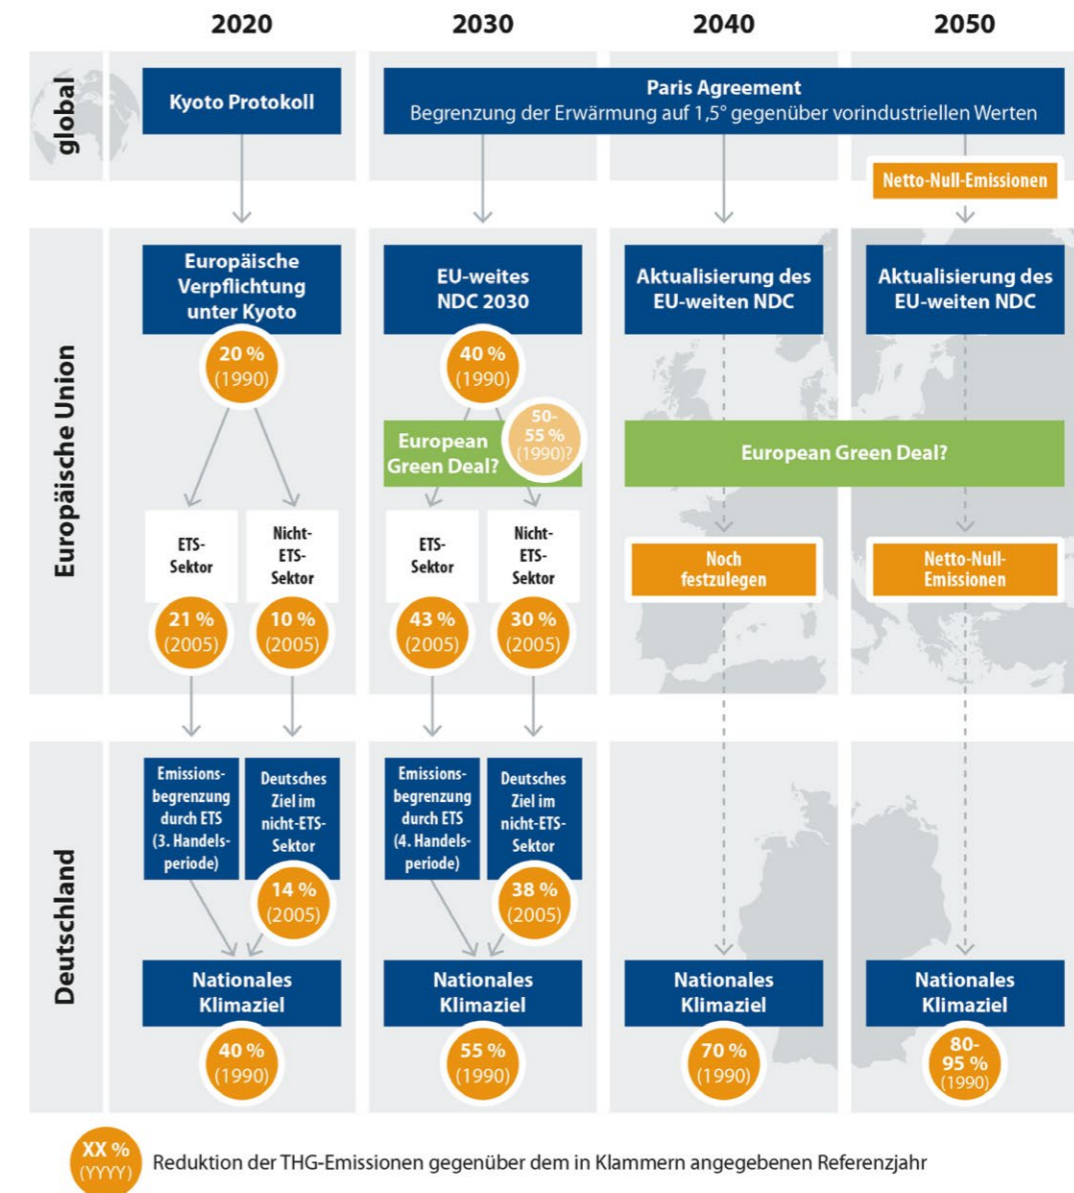 2020
2030
2040
2050
global
Kyoto Protokoll
Paris Agreement
Begrenzung der Erwärmung auf 1,5° gegenüber vorindustriellen Werten
Netto-Null-Emissionen
Europäische Union
Europäische
Verpflichtung
unter Kyoto
20 %
(1990)
EU-weites
NDC 2030
40 %
(1990)
Aktualisierung des
EU-weiten NDC
Aktualisierung des
EU-weiten NDC
European
Green Deal?
50-
55 %
(1990)?
European Green Deal?
ETS-
Sektor
21 %
(2005)
Nicht-
ETS-
Sektor
10 %
(2005)
ETS-
Sektor
43 %
(2005)
Nicht-
ETS-
Sektor
30 %
(2005)
Noch
festzulegen
Netto-Null-
Emissionen
Deutschland
Emissions-
begrenzung
durch ETS
(3. Handels-
periode)
Deutsches
Ziel im
nicht-ETS-
Sektor
14 %
(2005)
Emissions-
begrenzung
durch ETS
(4. Handels-
periode)
Deutsches
Ziel im
nicht-ETS-
Sektor
38 %
(2005)
Nationales
Klimaziel
40 %
(1990)
Nationales
Klimaziel
55 %
(1990)
Nationales
Klimaziel
70 %
(1990)
Nationales
Klimaziel
80-
95 %
(1990)
XX %
(YYYY)
Reduktion der THG-Emissionen gegenüber dem in Klammern angegebenen Referenzjahr